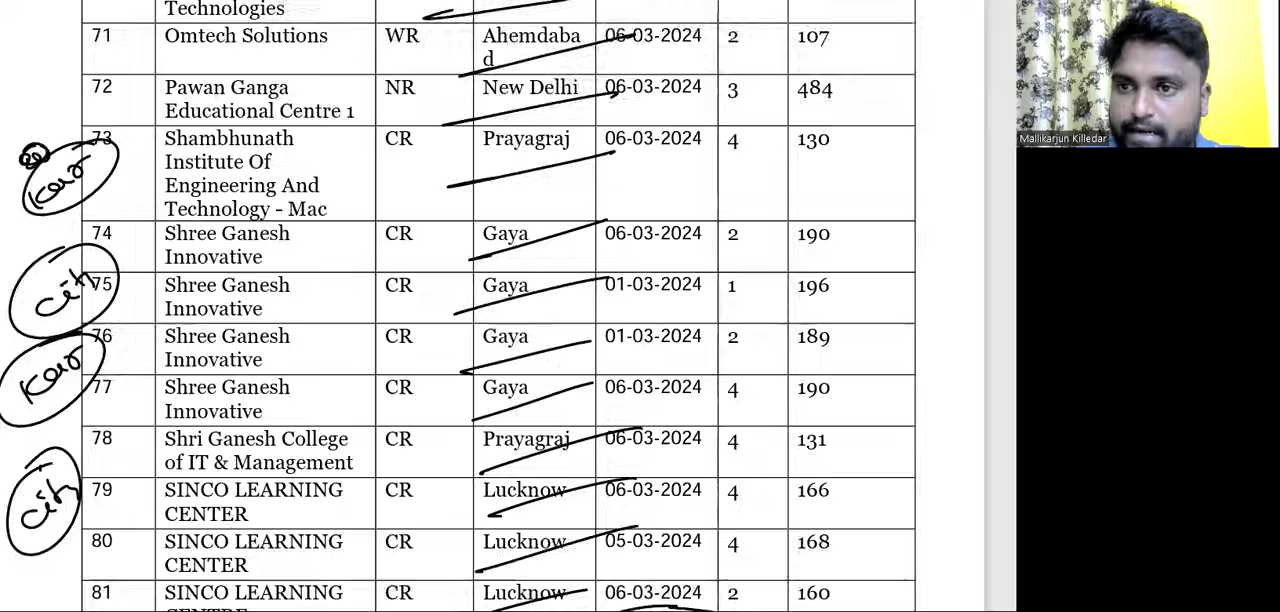 Technologies
71 Omtech Solutions WR Ahemdaba 06-03-2024 2 107
d
72 Pawan Ganga NR New Delhi 06-03-2024 3 484
Educational Centre 1
73 Shambhunath CR Prayagraj 06-03-2024 4 130
Institute Of
Engineering And
Technology - Mac
74 Shree Ganesh CR Gaya 06-03-2024 2 190
Innovative
75 Shree Ganesh CR Gaya 01-03-2024 1 196
Innovative
76 Shree Ganesh CR Gaya 01-03-2024 2 189
Innovative
77 Shree Ganesh CR Gaya 06-03-2024 4 190
Innovative
78 Shri Ganesh College CR Prayagraj 06-03-2024 4 131
of IT & Management
79 SINCO LEARNING CR Lucknow 06-03-2024 4 166
CENTER
80 SINCO LEARNING CR Lucknow 05-03-2024 4 168
CENTER
81 SINCO LEARNING CR Lucknow 06-03-2024 2 160
Mallikarjun Killedar